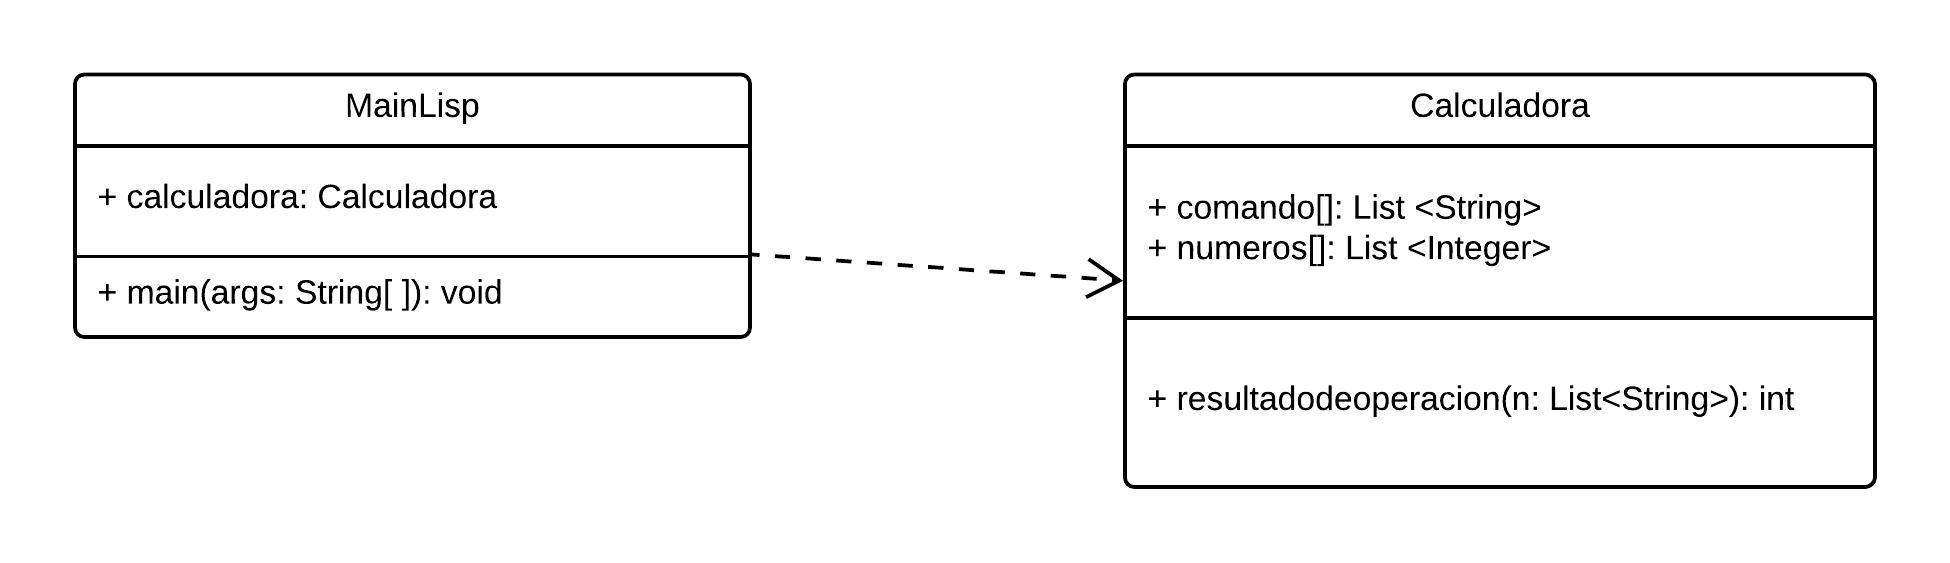 MainLisp
+ calculadora: Calculadora
+ main(args: String[ ]): void
Calculadora
+ comando[]: List <String>
+ numeros[]: List <Integer>
+ resultadodeoperacion(n: List<String>): int